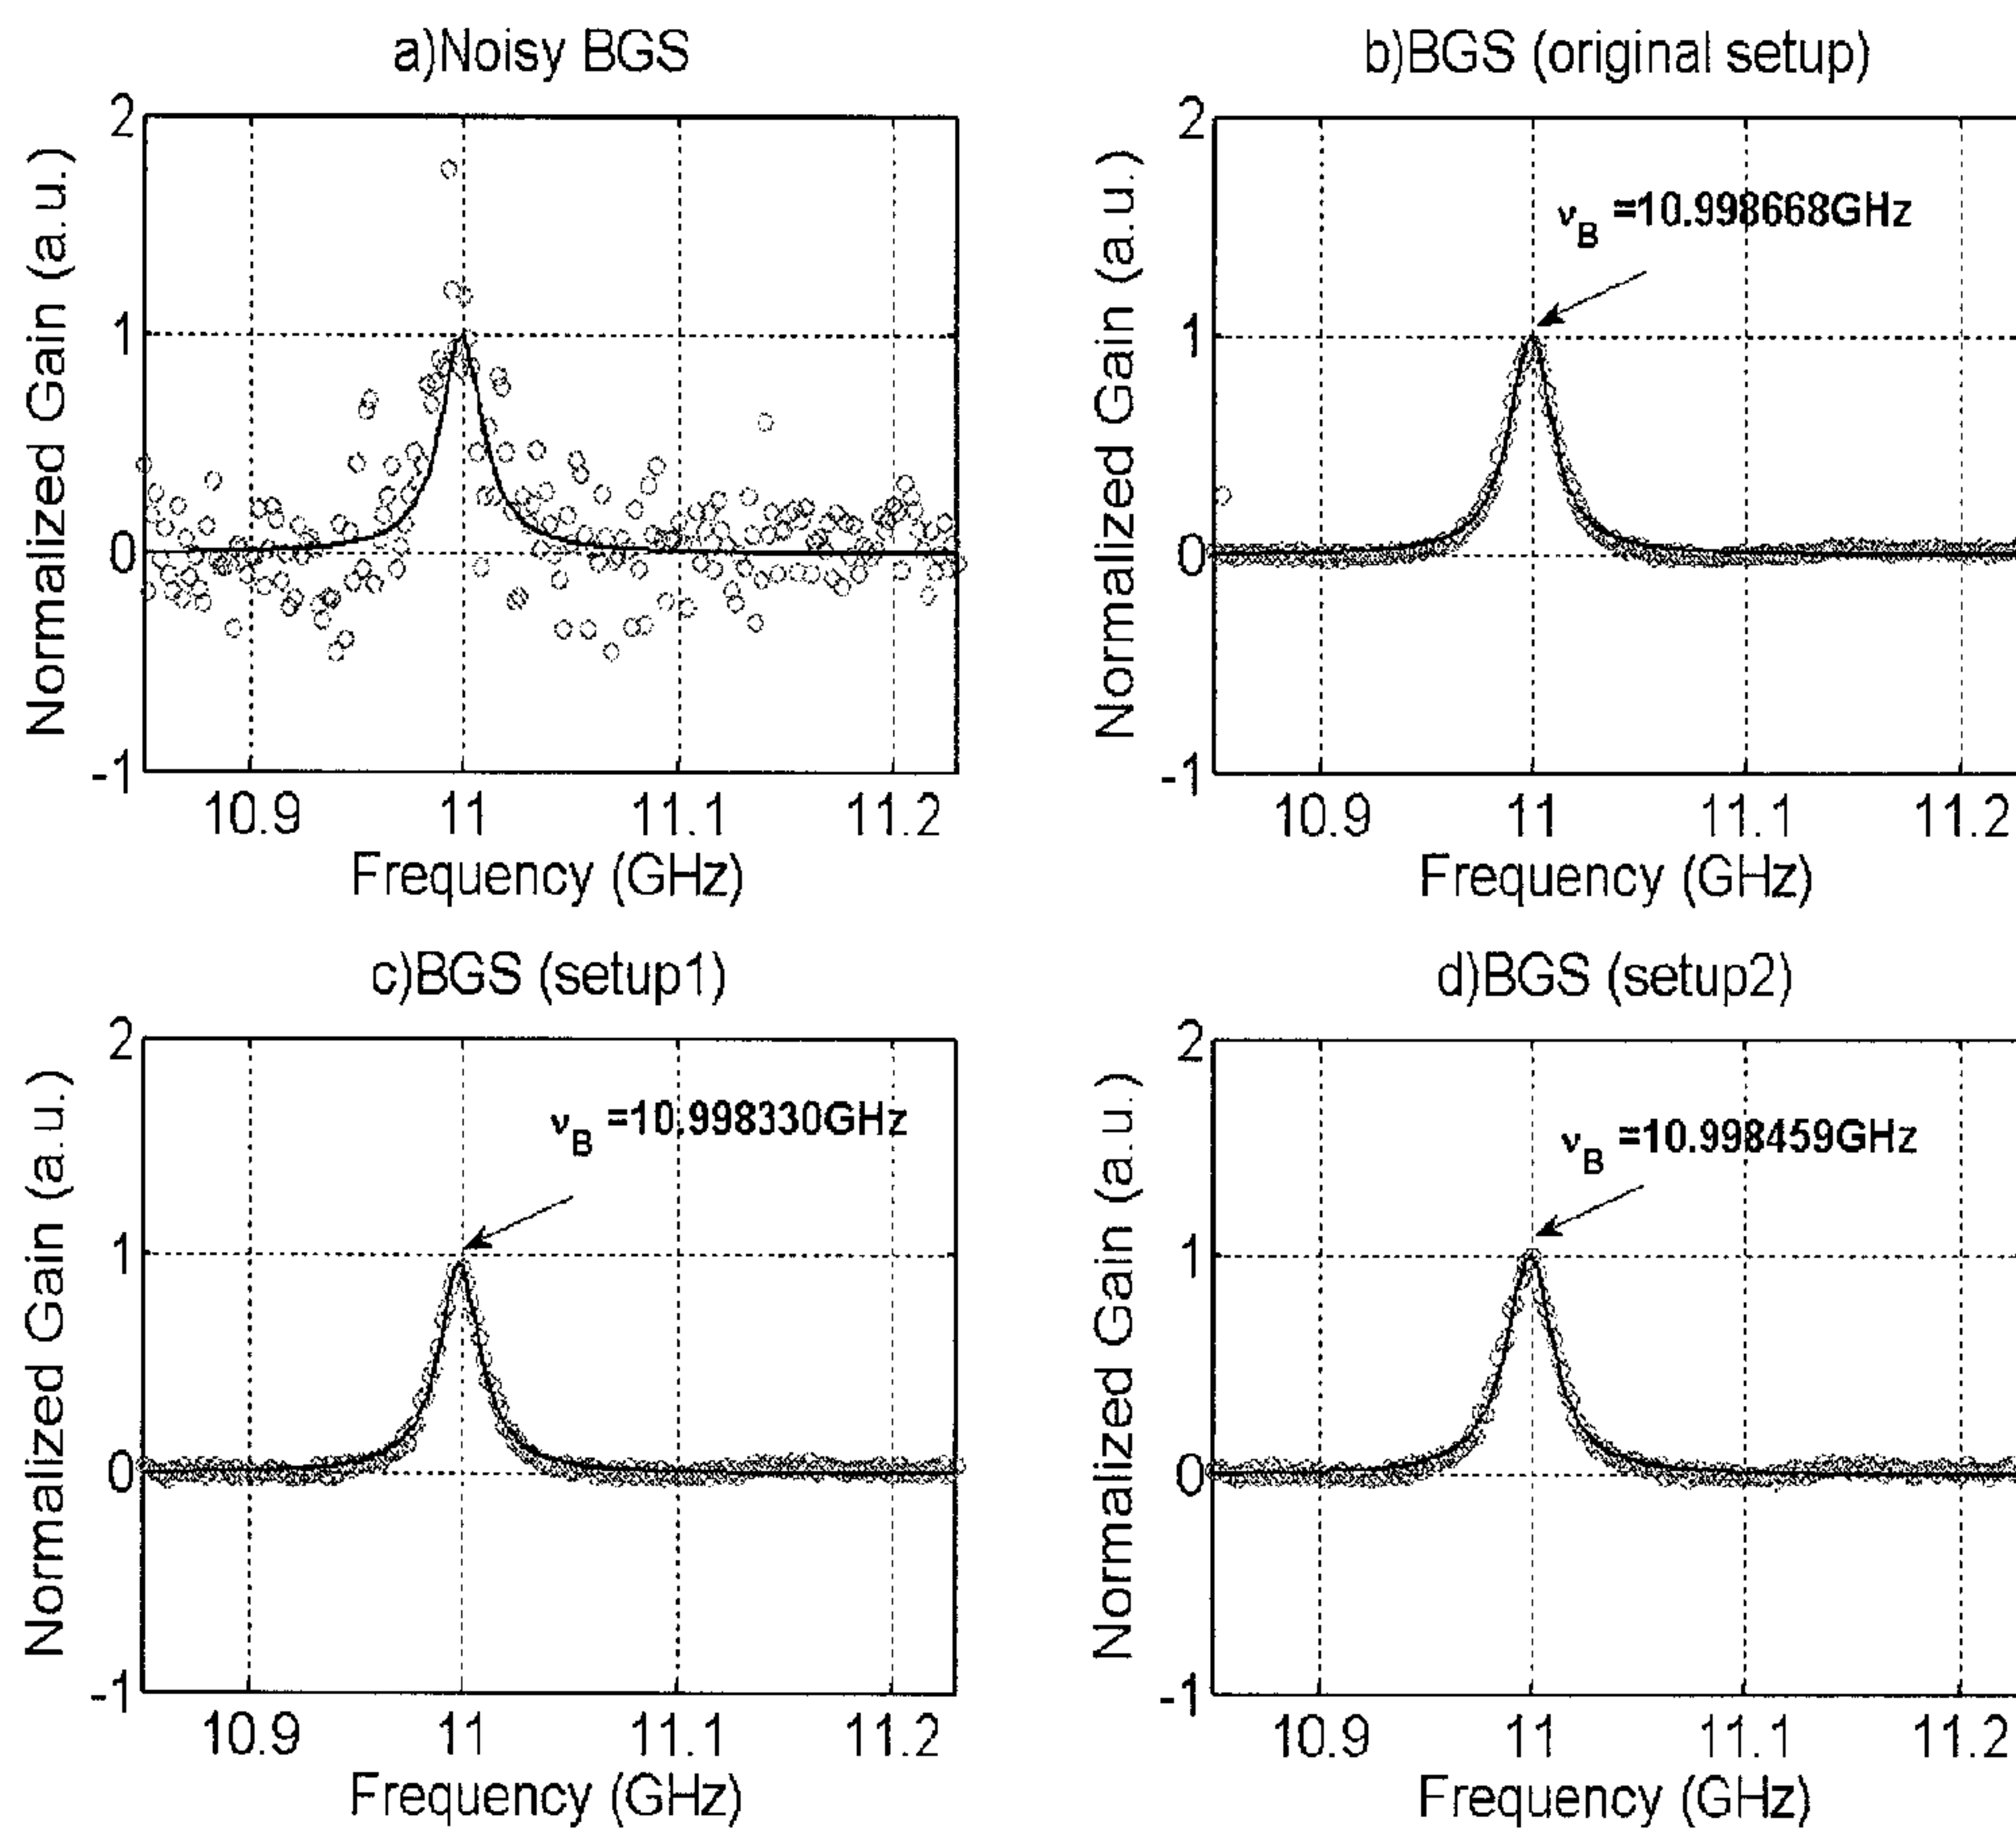 a)Noisy BGS
2
1
0
-1
Normalized Gain (a.u.)
10.9 11 11.1 11.2
Frequency (GHz)
b)BGS (original setup)
2
1
0
-1
Normalized Gain (a.u.)
νB =10.998668GHz
10.9 11 11.1 11.2
Frequency (GHz)
c)BGS (setup1)
2
1
0
-1
Normalized Gain (a.u.)
νB =10.998330GHz
10.9 11 11.1 11.2
Frequency (GHz)
d)BGS (setup2)
2
1
0
-1
Normalized Gain (a.u.)
νB =10.998459GHz
10.9 11 11.1 11.2
Frequency (GHz)